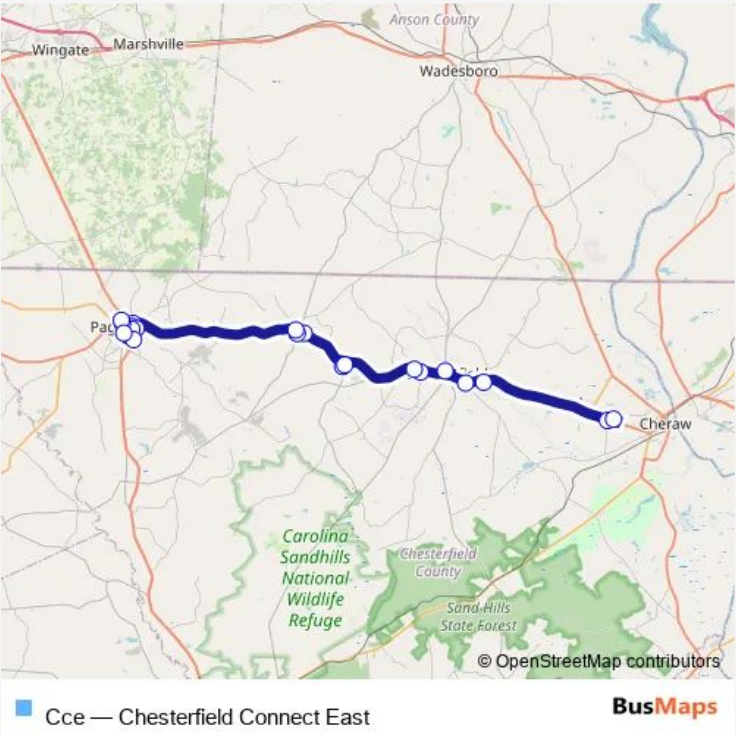 Anson County
Wingate
Marshville
Wadesboro
Pag
Cheraw
Carolina
Sandhills
National
Wildlife
Refuge
Chesterfield
County
Sand Hills
State Forest
© OpenStreetMap contributors
Cce — Chesterfield Connect East
BusMaps